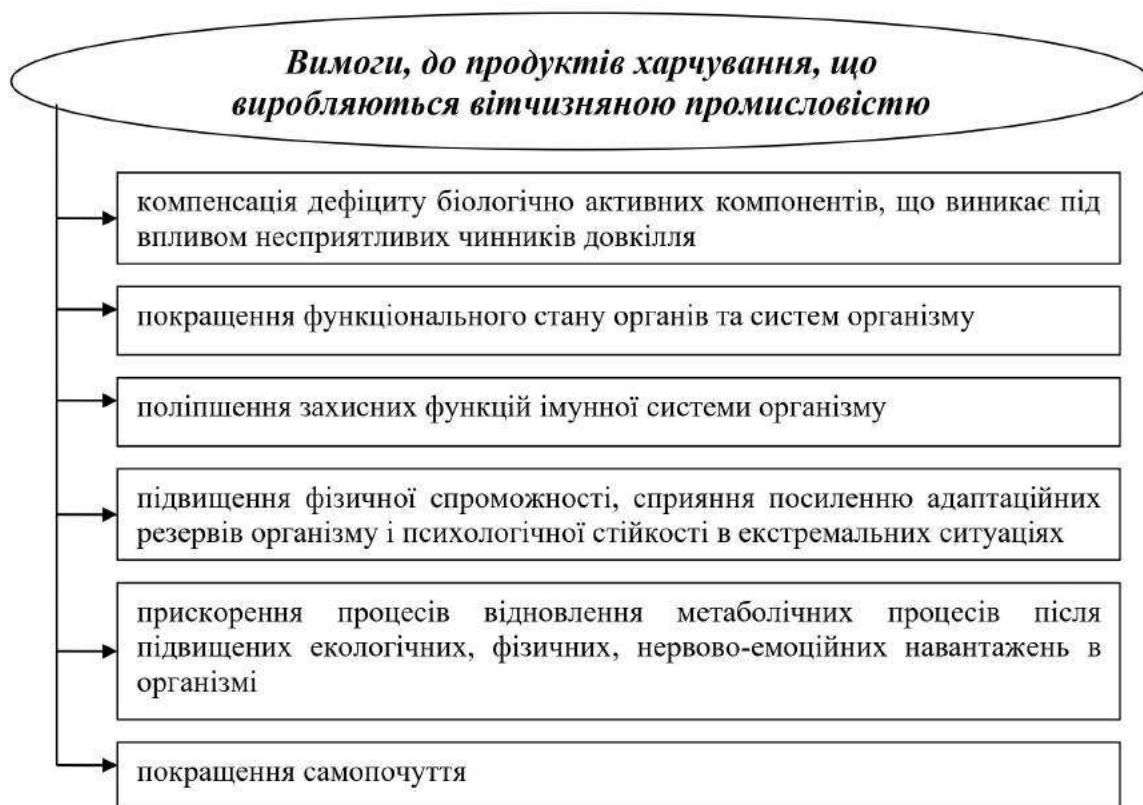 Вимоги, до продуктів харчування, що
виробляються вітчизняною промисловістю
компенсація дефіциту біологічно активних компонентів, що виникає під
впливом несприятливих чинників довкілля
покращення функціонального стану органів та систем організму
поліпшення захисних функцій імунної системи організму
підвищення фізичної спроможності, сприяння посиленню адаптаційних
резервів організму і психологічної стійкості в екстремальних ситуаціях
прискорення процесів відновлення метаболічних процесів після
підвищених екологічних, фізичних, нервово-емоційних навантажень в
організмі
покращення самопочуття